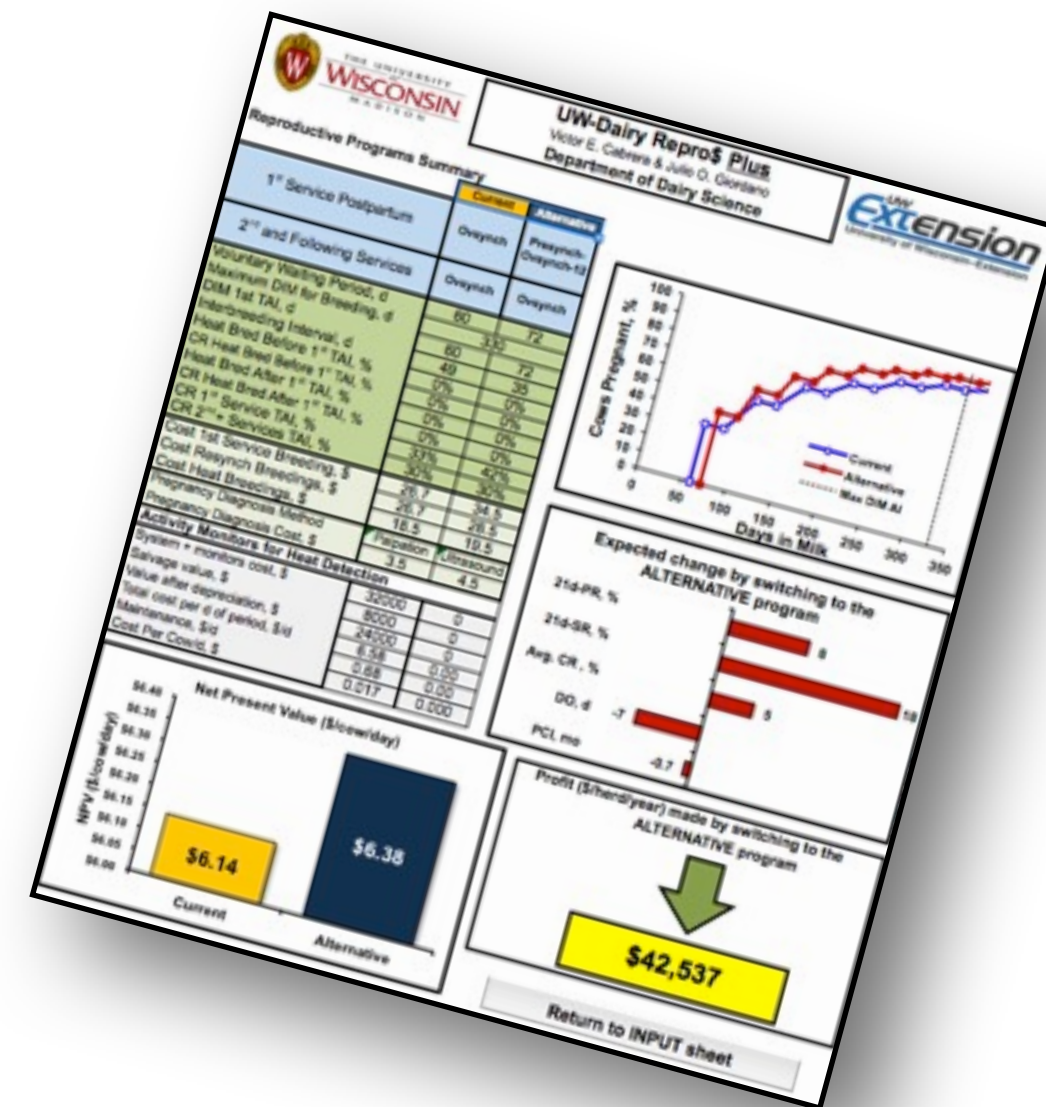 THE UNIVERSITY
of
WISCONSIN
MADISON
UW-Dairy Repro$ Plus
Victor E. Cabrera & Julio O. Giordano
Department of Dairy Science
UW
Extension
University of Wisconsin-Extension
Reproductive Programs Summary
Current Alternative
1st Service Postpartum Ovsynch Presynch-Ovsynch-12
2nd and Following Services Ovsynch Ovsynch
Voluntary Waiting Period, d 60 72
Maximum DIM for Breeding, d 330
DIM 1st TAI, d 60 72
Interbreeding Interval, d 49 35
Heat Bred Before 1st TAI, % 0% 0%
CR Heat Bred Before 1st TAI, % 0% 0%
Heat Bred After 1st TAI, % 0% 0%
CR Heat Bred After 1st TAI, % 0% 0%
CR 1st Service TAI, % 33% 42%
CR 2nd+ Services TAI, % 30% 30%
Cost 1st Service Breeding, $ 26.7 34.5
Cost Resynch Breedings, $ 26.7 28.5
Cost Heat Breedings, $ 18.5 19.5
Pregnancy Diagnosis Method Palpation Ultrasound
Pregnancy Diagnosis Cost, $ 3.5 4.5
Activity Monitors for Heat Detection
System + monitors cost, $ 32000 0
Salvage value, $ 8000 0
Value after depreciation, $ 24000 0
Total cost per d of period, $/d 6.58 0.00
Maintenance, $/d 0.68 0.00
Cost Per Cow/d, $ 0.017 0.000
Cows Pregnant, %
100
90
80
70
60
50
40
30
20
10
0
0 50 100 150 200 250 300 350
Days in Milk
Current
Alternative
Max DIM AI
Expected change by switching to the
ALTERNATIVE program
21d-PR, % 8
21d-SR, % 18
Avg. CR , % 5
DO, d -7
PCI, mo -0.7
Net Present Value ($/cow/day)
NPV ($/cow/day)
$6.40
$6.35
$6.30
$6.25
$6.20
$6.15
$6.10
$6.05
$6.00
$6.14
$6.38
Current
Alternative
Profit ($/herd/year) made by switching to the
ALTERNATIVE program
$42,537
Return to INPUT sheet